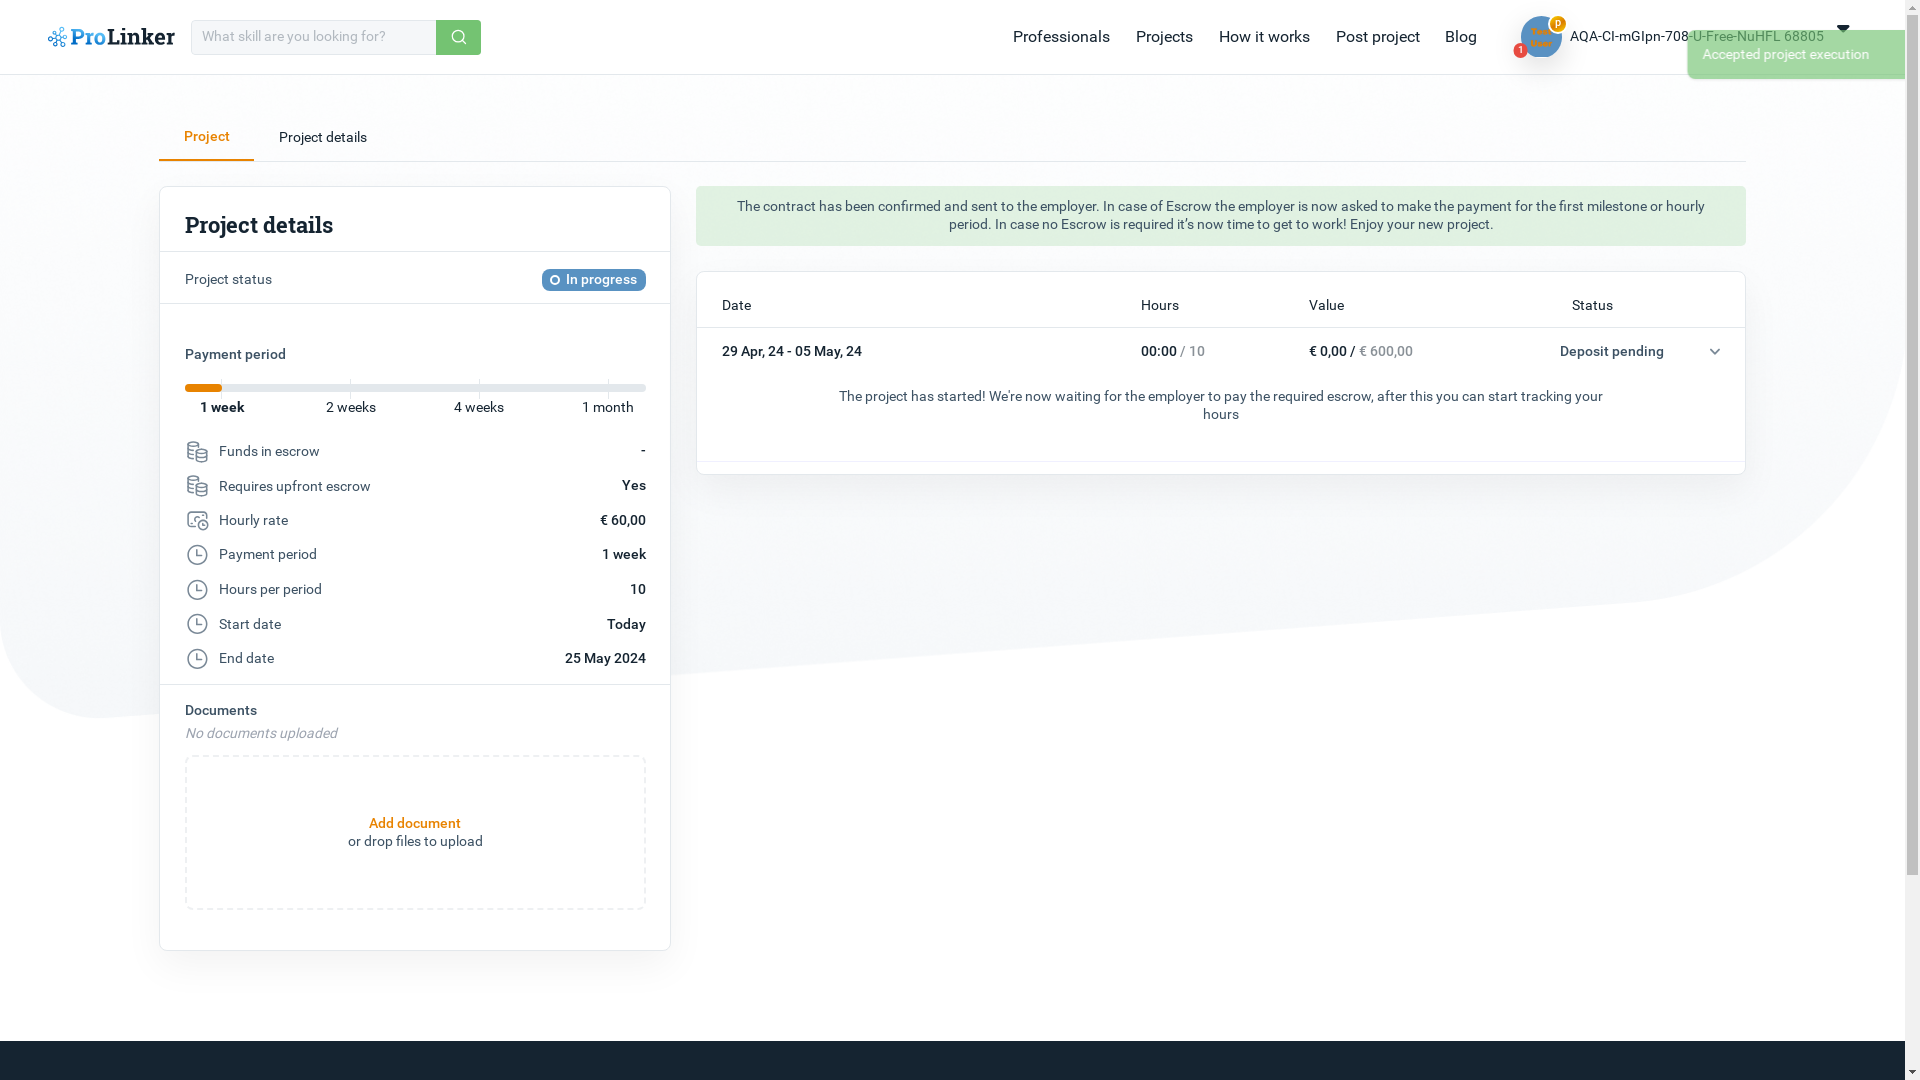 ProLinker
What skill are you looking for?
Professionals
Projects
How it works
Post project
Blog
P
Test
User
1
AQA-CI-mGIpn-708-U-Free-NuHFL 68805
Accepted project execution
Project
Project details
Project details
Project status
In progress
Payment period
1 week
2 weeks
4 weeks
1 month
Funds in escrow
-
Requires upfront escrow
Yes
Hourly rate
€ 60,00
Payment period
1 week
Hours per period
10
Start date
Today
End date
25 May 2024
Documents
No documents uploaded
Add document
or drop files to upload
The contract has been confirmed and sent to the employer. In case of Escrow the employer is now asked to make the payment for the first milestone or hourly
period. In case no Escrow is required it’s now time to get to work! Enjoy your new project.
Date
Hours
Value
Status
29 Apr, 24 - 05 May, 24
00:00 / 10
€ 0,00 / € 600,00
Deposit pending
The project has started! We're now waiting for the employer to pay the required escrow, after this you can start tracking your
hours